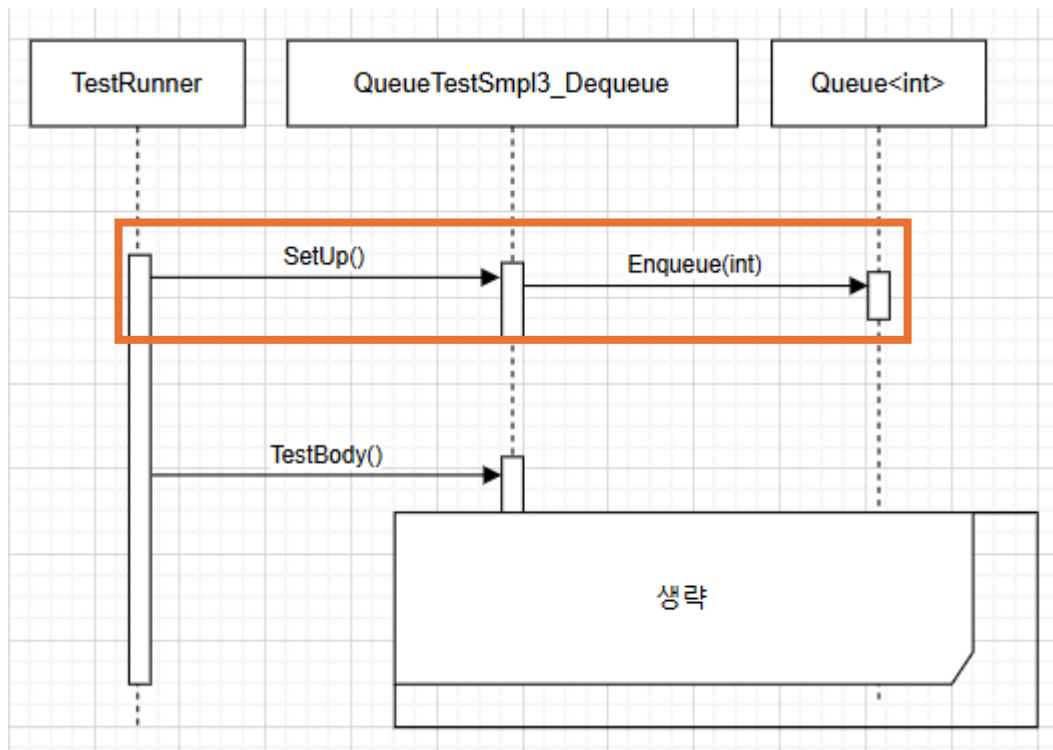 TestRunner
QueueTestSmpl3_Dequeue
Queue<int>
SetUp()
Enqueue(int)
TestBody()
생략